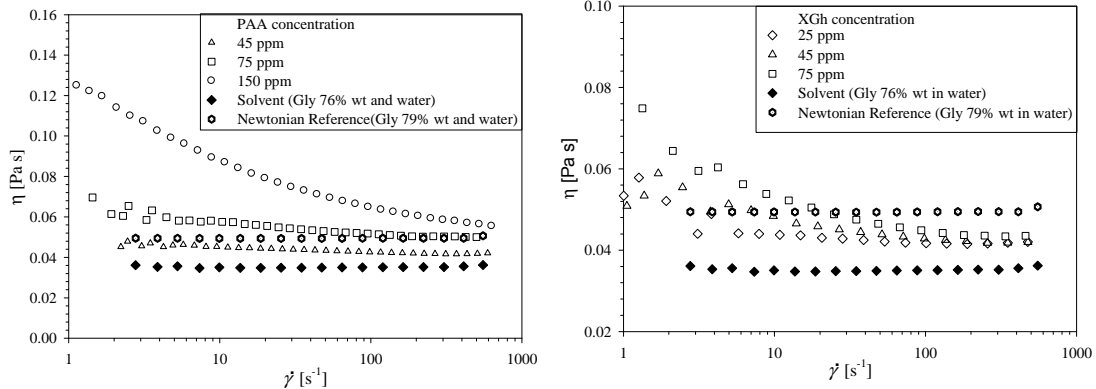 PAA concentration
45 ppm
75 ppm
150 ppm
Solvent (Gly 76% wt and water)
Newtonian Reference(Gly 79% wt and water)
0.16
0.14
0.12
0.10
0.08
0.06
0.04
0.02
0.00
η [Pa s]
1
10
100
1000
γ̇ [s⁻¹]
XGh concentration
25 ppm
45 ppm
75 ppm
Solvent (Gly 76% wt in water)
Newtonian Reference (Gly 79% wt in water)
0.10
0.08
0.06
0.04
0.02
η [Pa s]
1
10
100
1000
γ̇ [s⁻¹]